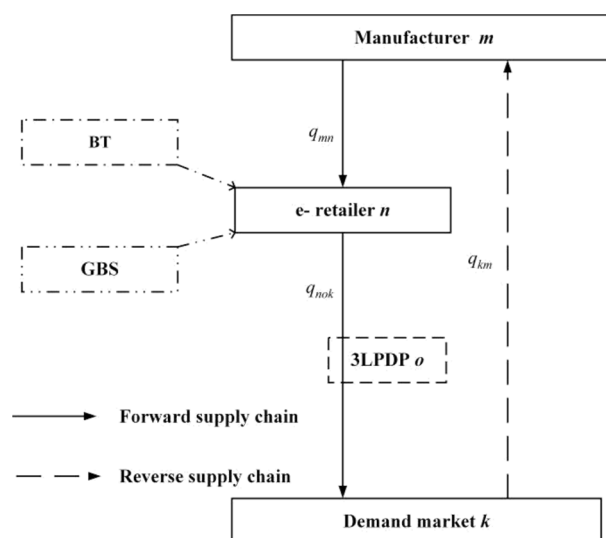 Manufacturer m
q_mn
BT
e- retailer n
GBS
q_km
q_nok
3LPDP o
Forward supply chain
Reverse supply chain
Demand market k